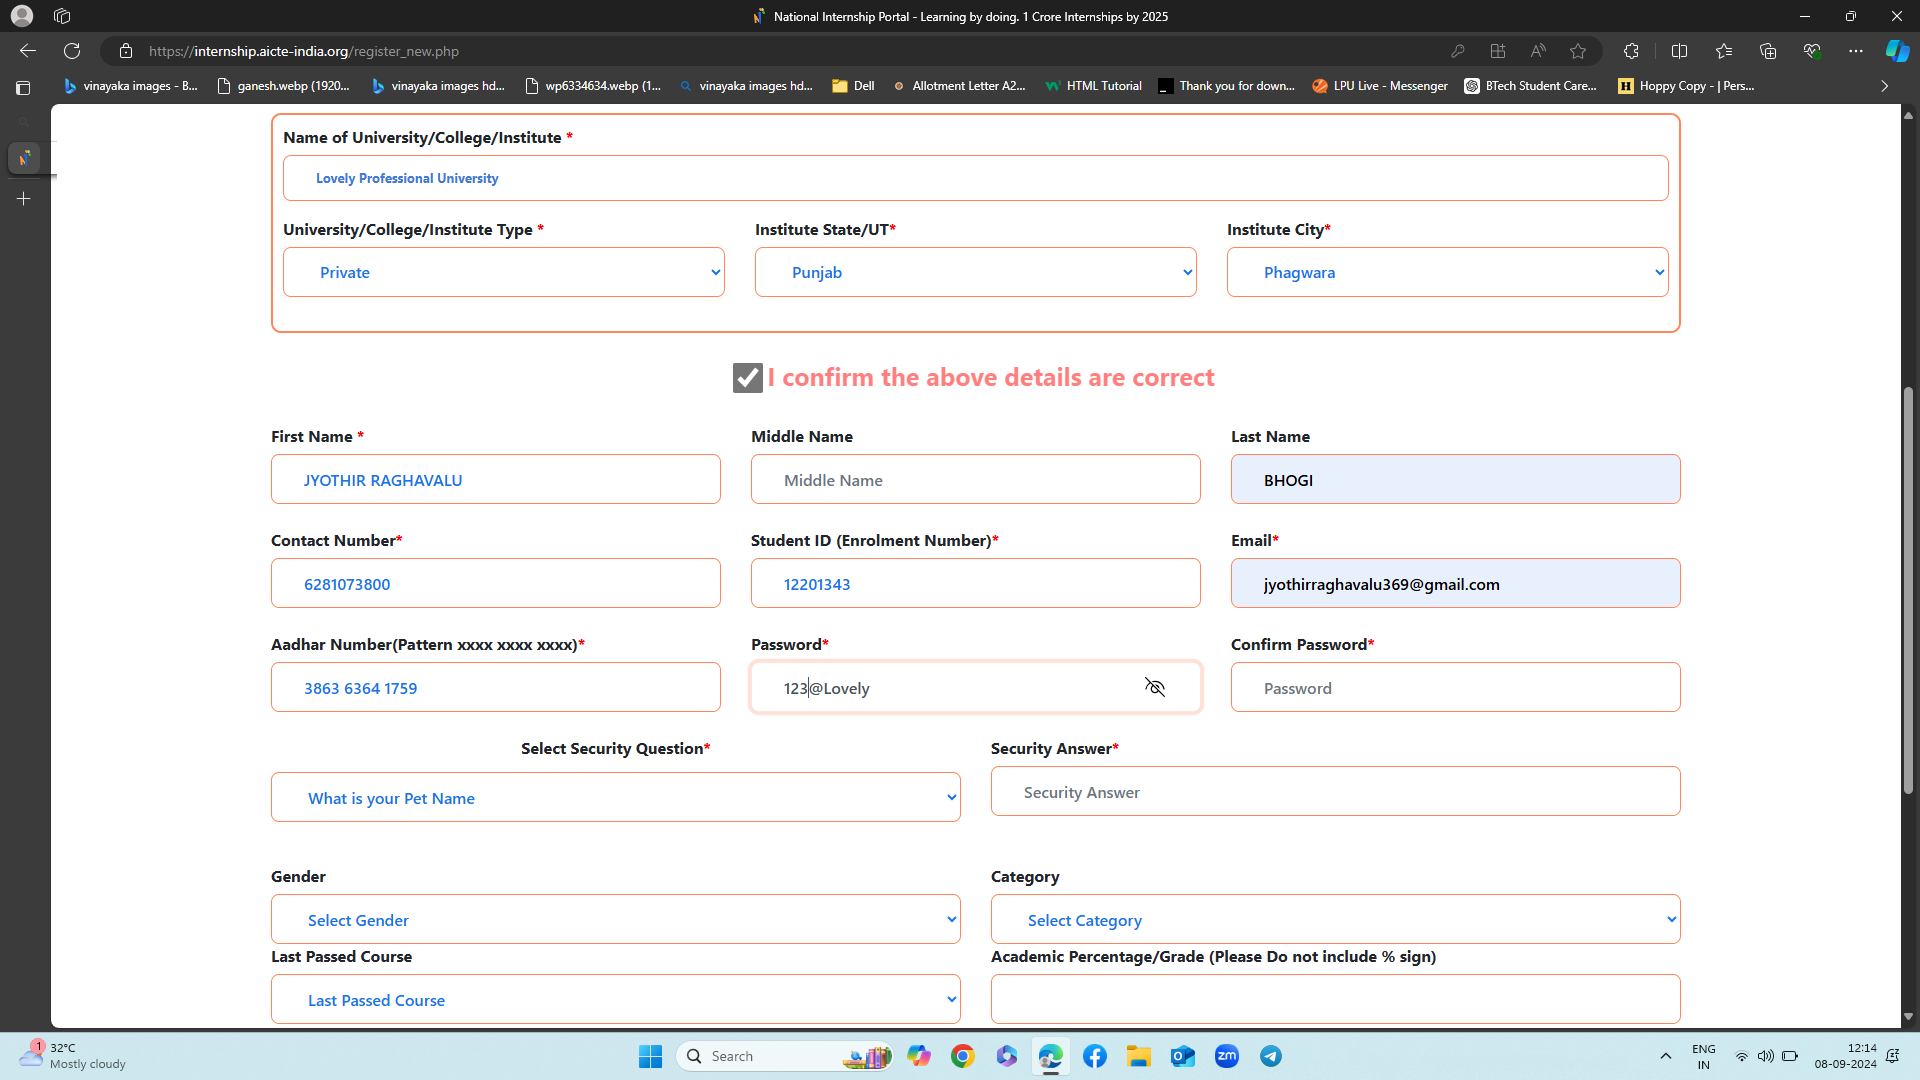 National Internship Portal - Learning by doing. 1 Crore Internships by 2025
https://internship.aicte-india.org/register_new.php
vinayaka images - B... ganesh.webp (1920... vinayaka images hd... wp6334634.webp (1... vinayaka images hd... Dell Allotment Letter A2... HTML Tutorial Thank you for down... LPU Live - Messenger BTech Student Care... Hoppy Copy - | Pers...
Name of University/College/Institute *
Lovely Professional University
University/College/Institute Type * Institute State/UT* Institute City*
Private Punjab Phagwara
I confirm the above details are correct
First Name * Middle Name Last Name
JYOTHIR RAGHAVALU Middle Name BHOGI
Contact Number* Student ID (Enrolment Number)* Email*
6281073800 12201343 jyothirraghavalu369@gmail.com
Aadhar Number(Pattern xxxx xxxx xxxx)* Password* Confirm Password*
3863 6364 1759 123@Lovely Password
Select Security Question* Security Answer*
What is your Pet Name Security Answer
Gender Category
Select Gender Select Category
Last Passed Course Academic Percentage/Grade (Please Do not include % sign)
Last Passed Course
1 32°C
Mostly cloudy
Search
zm
ENG
IN
12:14
08-09-2024